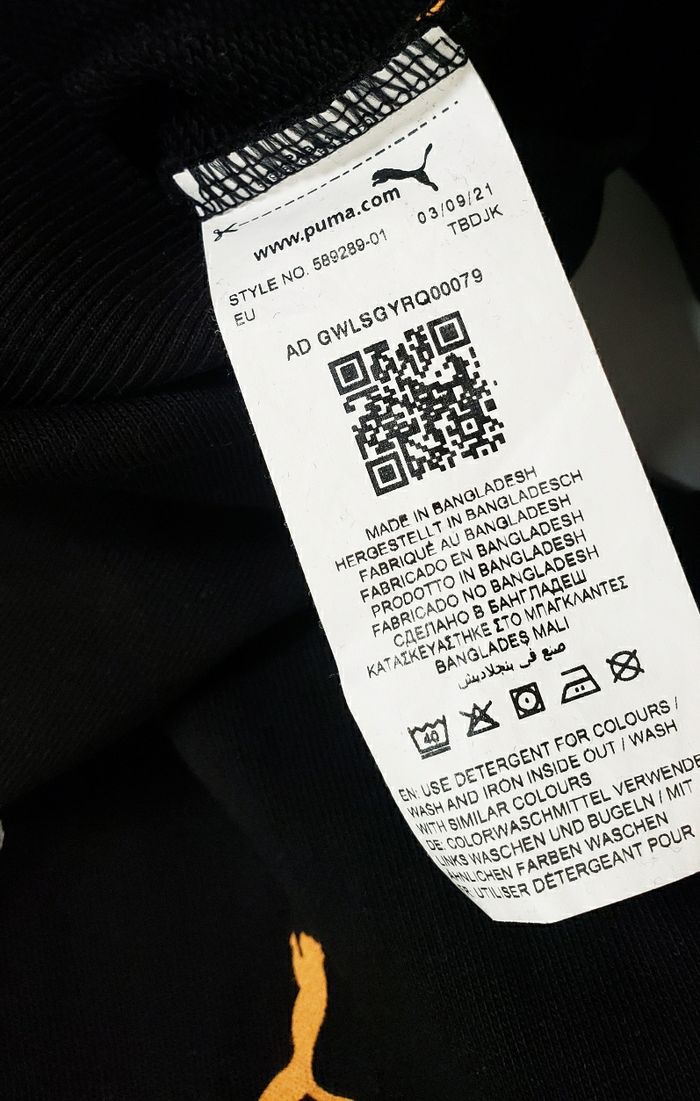 www.puma.com
STYLE NO. 589289-01 03/09/21
EU TBDJK
AD GWLSGYRQ00079
MADE IN BANGLADESH
HERGESTELLT IN BANGLADESCH
FABRIQUÉ AU BANGLADESH
FABRICADO EN BANGLADESH
PRODOTTO IN BANGLADESH
FABRICADO NO BANGLADESH
СДЕЛАНО В БАНГЛАДЕШ
ΚΑΤΑΣΚΕΥΑΣΤΗΚΕ ΣΤΟ ΜΠΑΓΚΛΑΝΤΕΣ
BANGLADEŞ MALI
صنع في بنجلاديش
40
EN: USE DETERGENT FOR COLOURS /
WASH AND IRON INSIDE OUT / WASH
WITH SIMILAR COLOURS
DE: COLORWASCHMITTEL VERWENDE
LINKS WASCHEN UND BUGELN / MIT
ÄHNLICHEN FARBEN WASCHEN
UTILISER DÉTERGEANT POUR